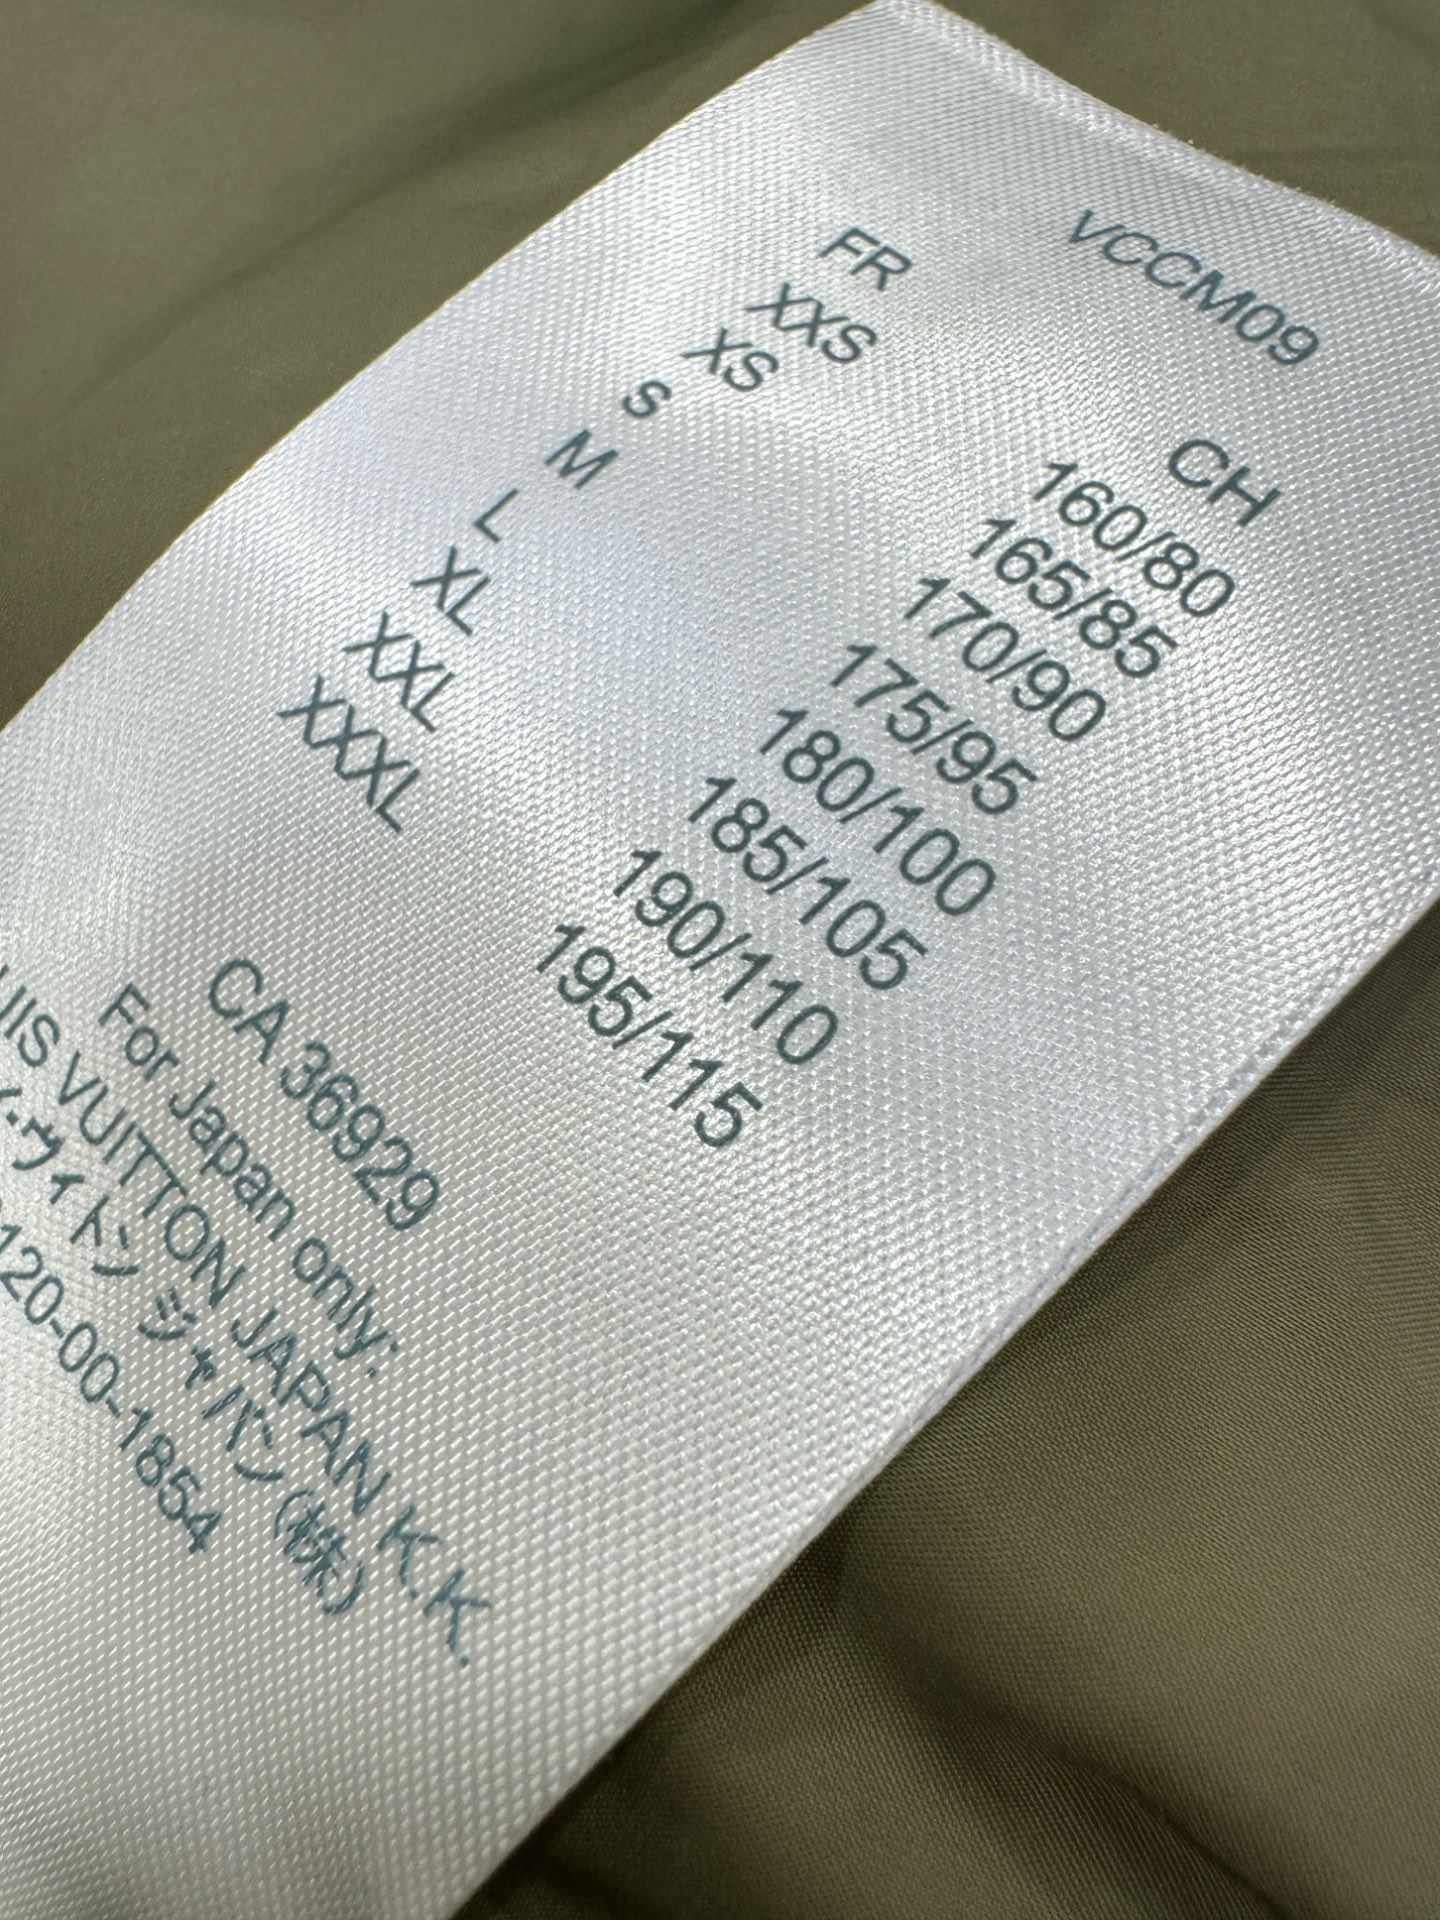 VCCM09
FR CH
XXS 160/80
XS 165/85
S 170/90
M 175/95
L 180/100
XL 185/105
XXL 190/110
XXXL 195/115
CA 36929
For Japan only:
VUITTON JAPAN K.K.
ヴィトン ジャパン(株)
120-00-1854